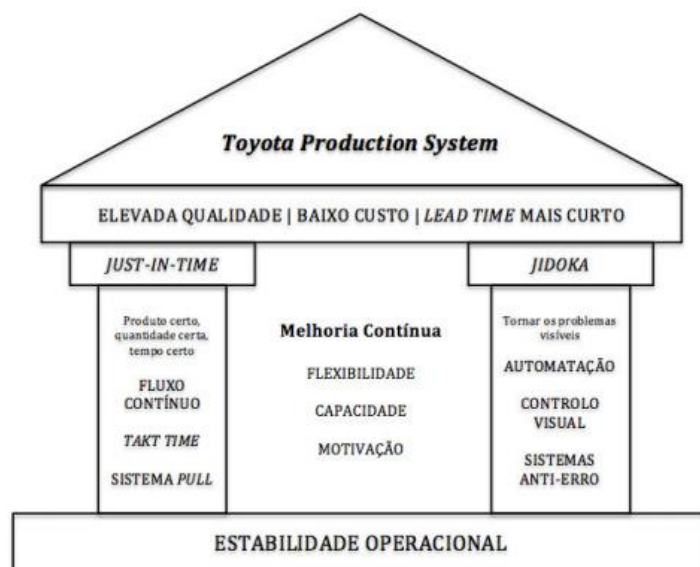 Toyota Production System
ELEVADA QUALIDADE | BAIXO CUSTO | LEAD TIME MAIS CURTO
JUST-IN-TIME
Produto certo,
quantidade certa,
tempo certo
FLUXO
CONTÍNUO
TAKT TIME
SISTEMA PULL
Melhoria Contínua
FLEXIBILIDADE
CAPACIDADE
MOTIVAÇÃO
JIDOKA
Tornar os problemas
visíveis
AUTOMATAÇÃO
CONTROLO
VISUAL
SISTEMAS
ANTI-ERRO
ESTABILIDADE OPERACIONAL